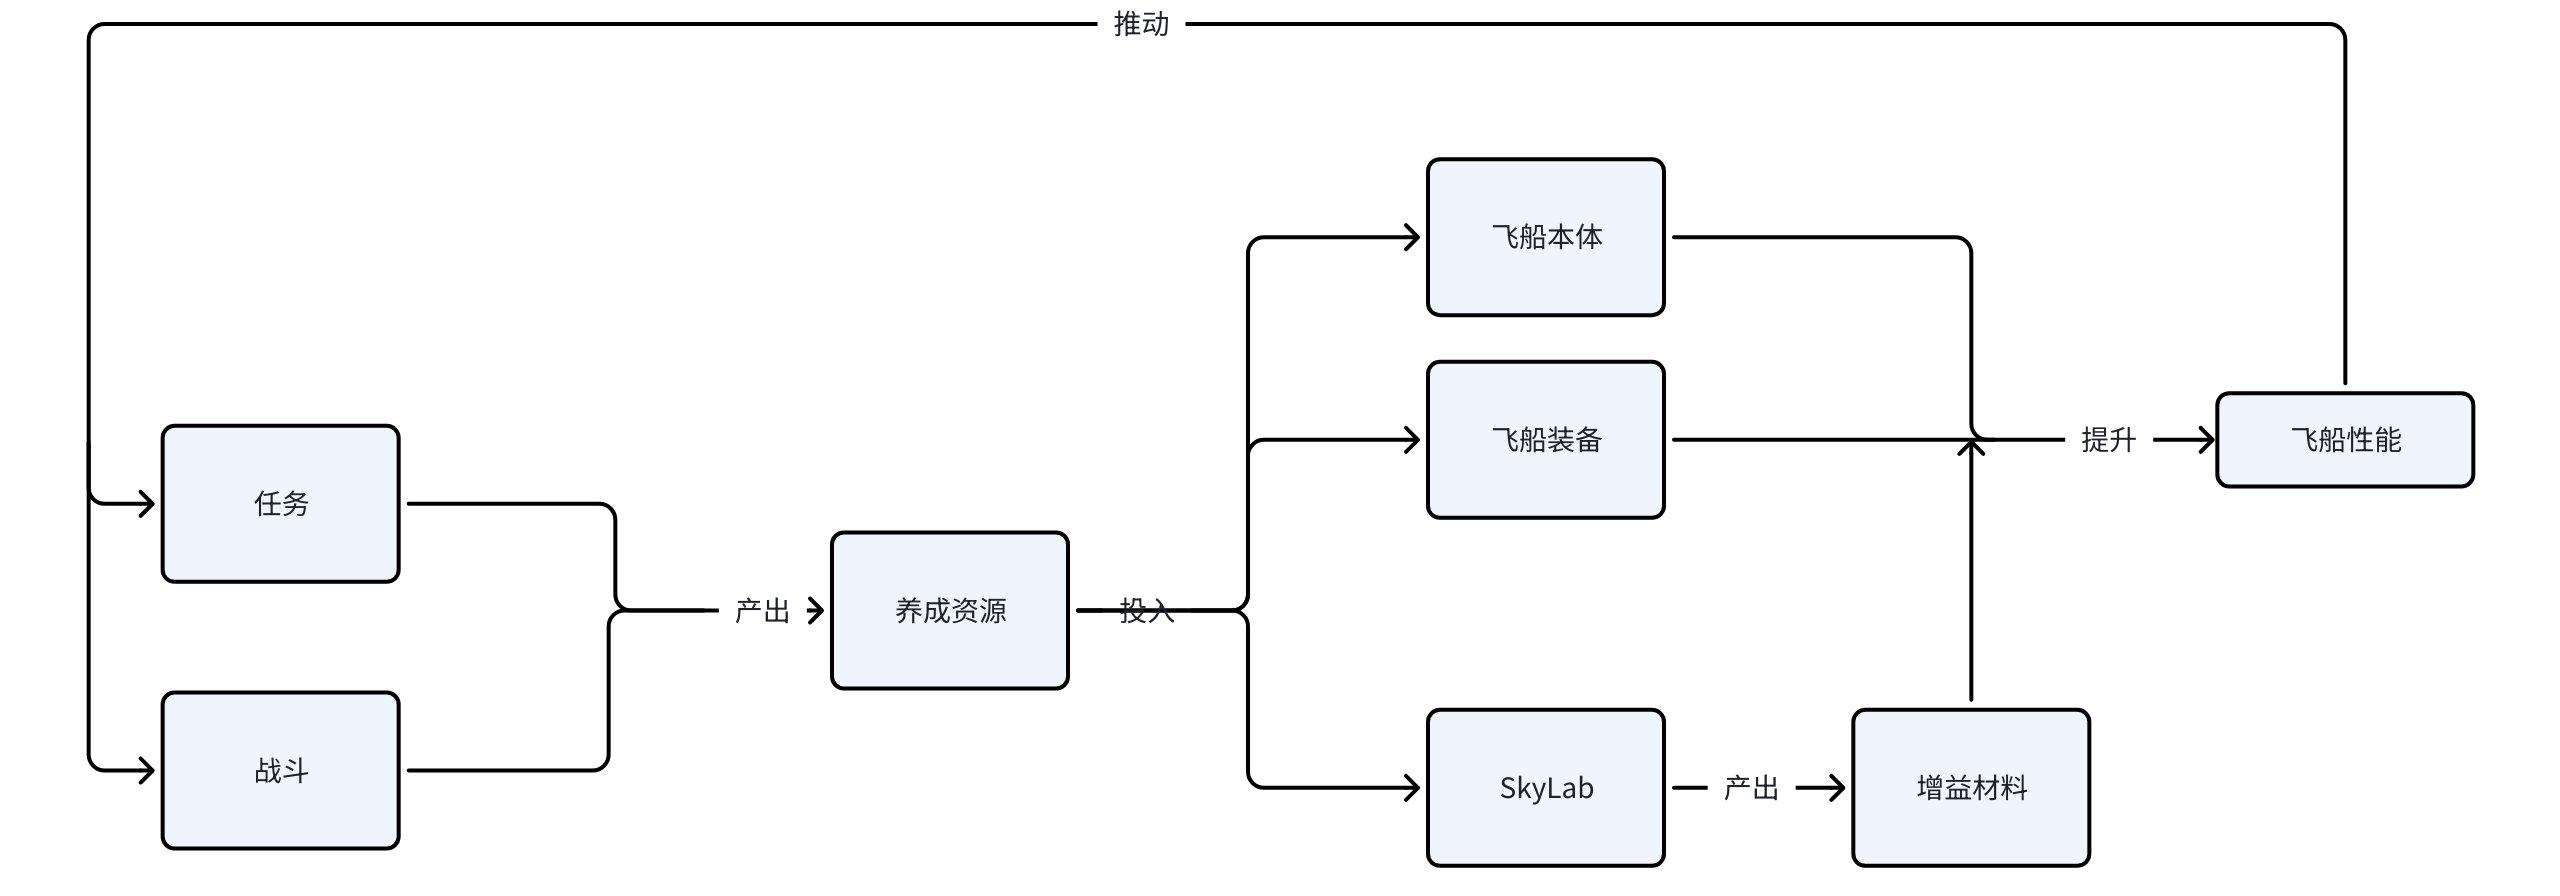 推动
飞船本体
飞船装备
提升
飞船性能
任务
产出
养成资源
投入
战斗
SkyLab
产出
增益材料